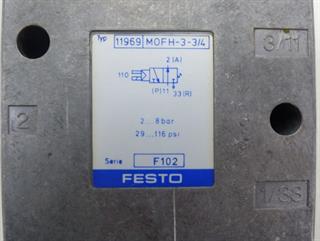 Typ 11969 MOFH-3-3/4
2(A)
110
(P)11 33(R)
2...8 bar
29...116 psi
Serie F102
FESTO
2
3/11
1/33